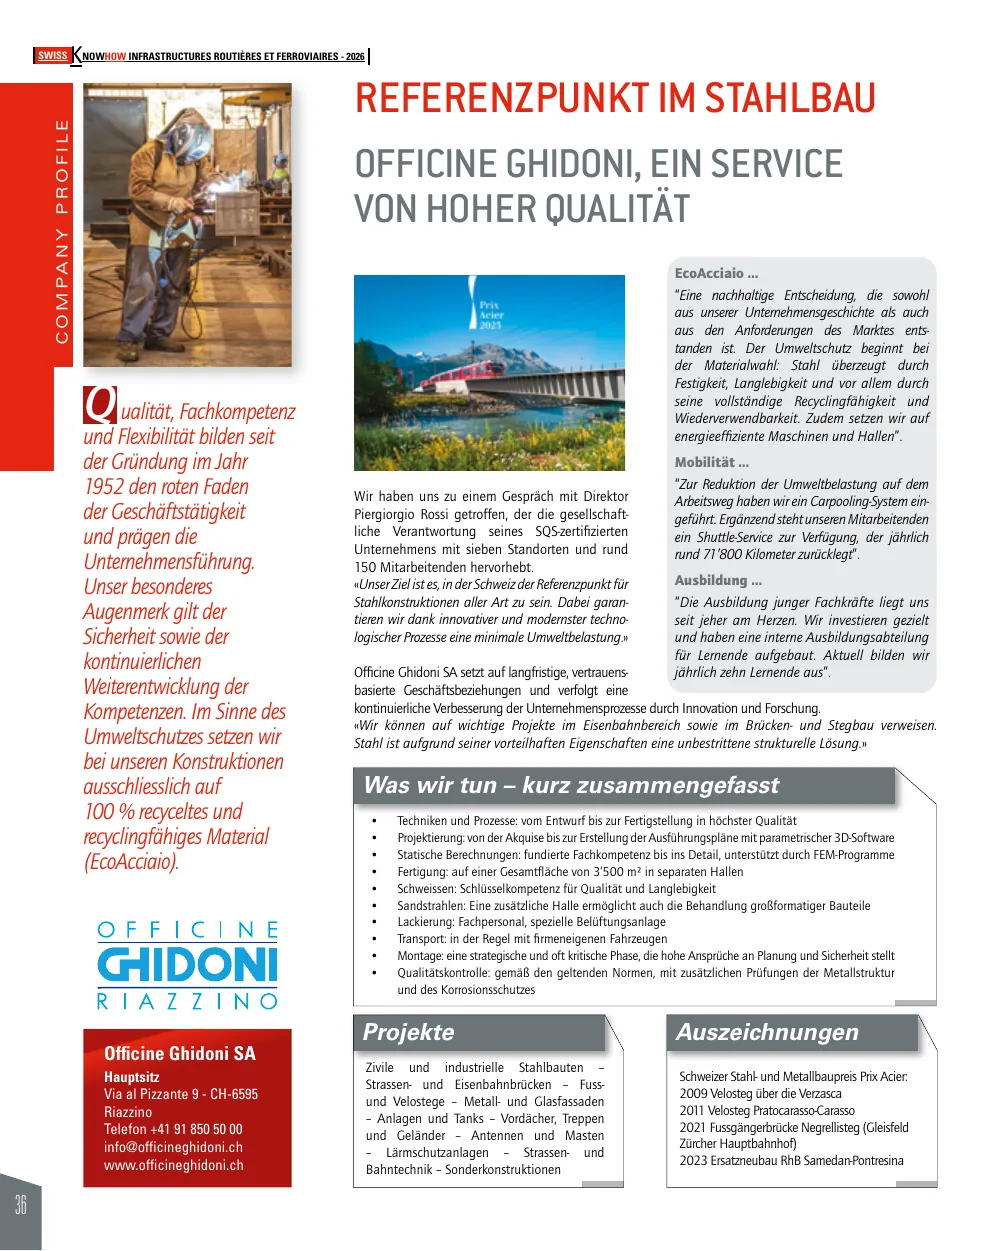 SWISS KNOWHOW INFRASTRUCTURES ROUTIÈRES ET FERROVIAIRES - 2026
COMPANY PROFILE
REFERENZPUNKT IM STAHLBAU
OFFICINE GHIDONI, EIN SERVICE
VON HOHER QUALITÄT
Qualität, Fachkompetenz
und Flexibilität bilden seit
der Gründung im Jahr
1952 den roten Faden
der Geschäftstätigkeit
und prägen die
Unternehmensführung.
Unser besonderes
Augenmerk gilt der
Sicherheit sowie der
kontinuierlichen
Weiterentwicklung der
Kompetenzen. Im Sinne des
Umweltschutzes setzen wir
bei unseren Konstruktionen
ausschliesslich auf
100 % recyceltes und
recyclingfähiges Material
(EcoAcciaio).
OFFICINE
GHIDONI
RIAZZINO
Officine Ghidoni SA
Hauptsitz
Via al Pizzante 9 - CH-6595
Riazzino
Telefon +41 91 850 50 00
info@officineghidoni.ch
www.officineghidoni.ch
Prix
Acier
2023
Wir haben uns zu einem Gespräch mit Direktor
Piergiorgio Rossi getroffen, der die gesellschaft-
liche Verantwortung seines SQS-zertifizierten
Unternehmens mit sieben Standorten und rund
150 Mitarbeitenden hervorhebt.
«Unser Ziel ist es, in der Schweiz der Referenzpunkt für
Stahlkonstruktionen aller Art zu sein. Dabei garan-
tieren wir dank innovativer und modernster techno-
logischer Prozesse eine minimale Umweltbelastung.»
Officine Ghidoni SA setzt auf langfristige, vertrauens-
basierte Geschäftsbeziehungen und verfolgt eine
kontinuierliche Verbesserung der Unternehmensprozesse durch Innovation und Forschung.
«Wir können auf wichtige Projekte im Eisenbahnbereich sowie im Brücken- und Stegbau verweisen.
Stahl ist aufgrund seiner vorteilhaften Eigenschaften eine unbestrittene strukturelle Lösung.»
EcoAcciaio ...
"Eine nachhaltige Entscheidung, die sowohl
aus unserer Unternehmensgeschichte als auch
aus den Anforderungen des Marktes ents-
tanden ist. Der Umweltschutz beginnt bei
der Materialwahl: Stahl überzeugt durch
Festigkeit, Langlebigkeit und vor allem durch
seine vollständige Recyclingfähigkeit und
Wiederverwendbarkeit. Zudem setzen wir auf
energieeffiziente Maschinen und Hallen".
Mobilität ...
"Zur Reduktion der Umweltbelastung auf dem
Arbeitsweg haben wir ein Carpooling-System ein-
geführt. Ergänzend steht unseren Mitarbeitenden
ein Shuttle-Service zur Verfügung, der jährlich
rund 71'800 Kilometer zurücklegt".
Ausbildung ...
"Die Ausbildung junger Fachkräfte liegt uns
seit jeher am Herzen. Wir investieren gezielt
und haben eine interne Ausbildungsabteilung
für Lernende aufgebaut. Aktuell bilden wir
jährlich zehn Lernende aus".
Was wir tun – kurz zusammengefasst
• Techniken und Prozesse: vom Entwurf bis zur Fertigstellung in höchster Qualität
• Projektierung: von der Akquise bis zur Erstellung der Ausführungspläne mit parametrischer 3D-Software
• Statische Berechnungen: fundierte Fachkompetenz bis ins Detail, unterstützt durch FEM-Programme
• Fertigung: auf einer Gesamtfläche von 3'500 m² in separaten Hallen
• Schweissen: Schlüsselkompetenz für Qualität und Langlebigkeit
• Sandstrahlen: Eine zusätzliche Halle ermöglicht auch die Behandlung großformatiger Bauteile
• Lackierung: Fachpersonal, spezielle Belüftungsanlage
• Transport: in der Regel mit firmeneigenen Fahrzeugen
• Montage: eine strategische und oft kritische Phase, die hohe Ansprüche an Planung und Sicherheit stellt
• Qualitätskontrolle: gemäß den geltenden Normen, mit zusätzlichen Prüfungen der Metallstruktur
und des Korrosionsschutzes
Projekte
Zivile und industrielle Stahlbauten –
Strassen- und Eisenbahnbrücken – Fuss-
und Velostege – Metall- und Glasfassaden
– Anlagen und Tanks – Vordächer, Treppen
und Geländer – Antennen und Masten
– Lärmschutzanlagen – Strassen- und
Bahntechnik – Sonderkonstruktionen
Auszeichnungen
Schweizer Stahl- und Metallbaupreis Prix Acier:
2009 Velosteg über die Verzasca
2011 Velosteg Pratocarasso-Carasso
2021 Fussgängerbrücke Negrellisteg (Gleisfeld
Zürcher Hauptbahnhof)
2023 Ersatzneubau RhB Samedan-Pontresina
36